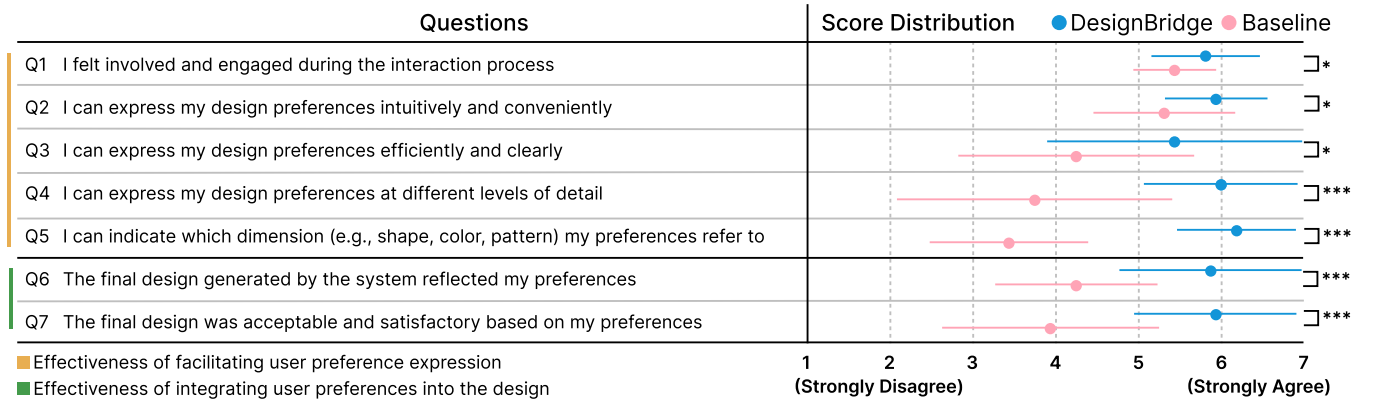 Questions Score Distribution DesignBridge Baseline
Q1 I felt involved and engaged during the interaction process *
Q2 I can express my design preferences intuitively and conveniently *
Q3 I can express my design preferences efficiently and clearly *
Q4 I can express my design preferences at different levels of detail ***
Q5 I can indicate which dimension (e.g., shape, color, pattern) my preferences refer to ***
Q6 The final design generated by the system reflected my preferences ***
Q7 The final design was acceptable and satisfactory based on my preferences ***
Effectiveness of facilitating user preference expression 1 2 3 4 5 6 7
Effectiveness of integrating user preferences into the design (Strongly Disagree) (Strongly Agree)